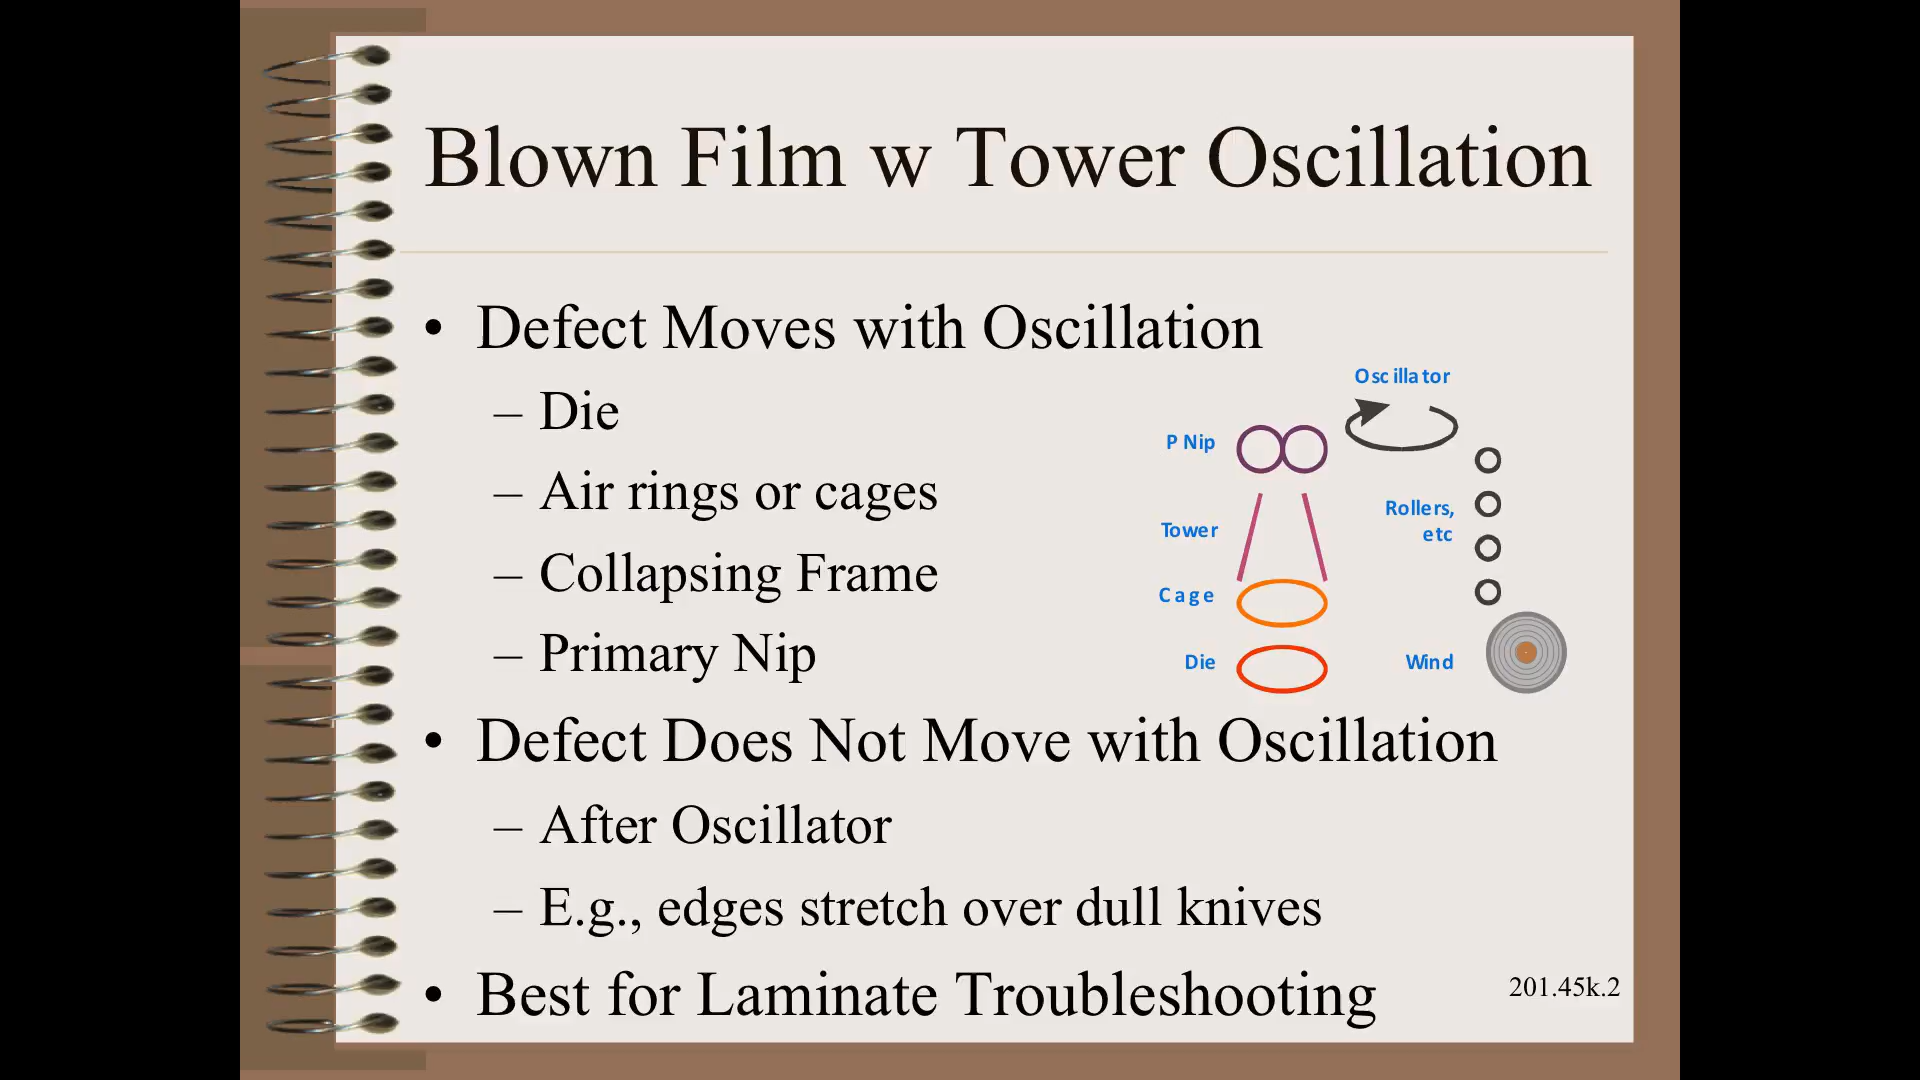 Blown Film w Tower Oscillation
• Defect Moves with Oscillation
– Die
– Air rings or cages
– Collapsing Frame
– Primary Nip
Oscillator
P Nip
Tower
Rollers,
etc
Cage
Die
Wind
• Defect Does Not Move with Oscillation
– After Oscillator
– E.g., edges stretch over dull knives
• Best for Laminate Troubleshooting
201.45k.2